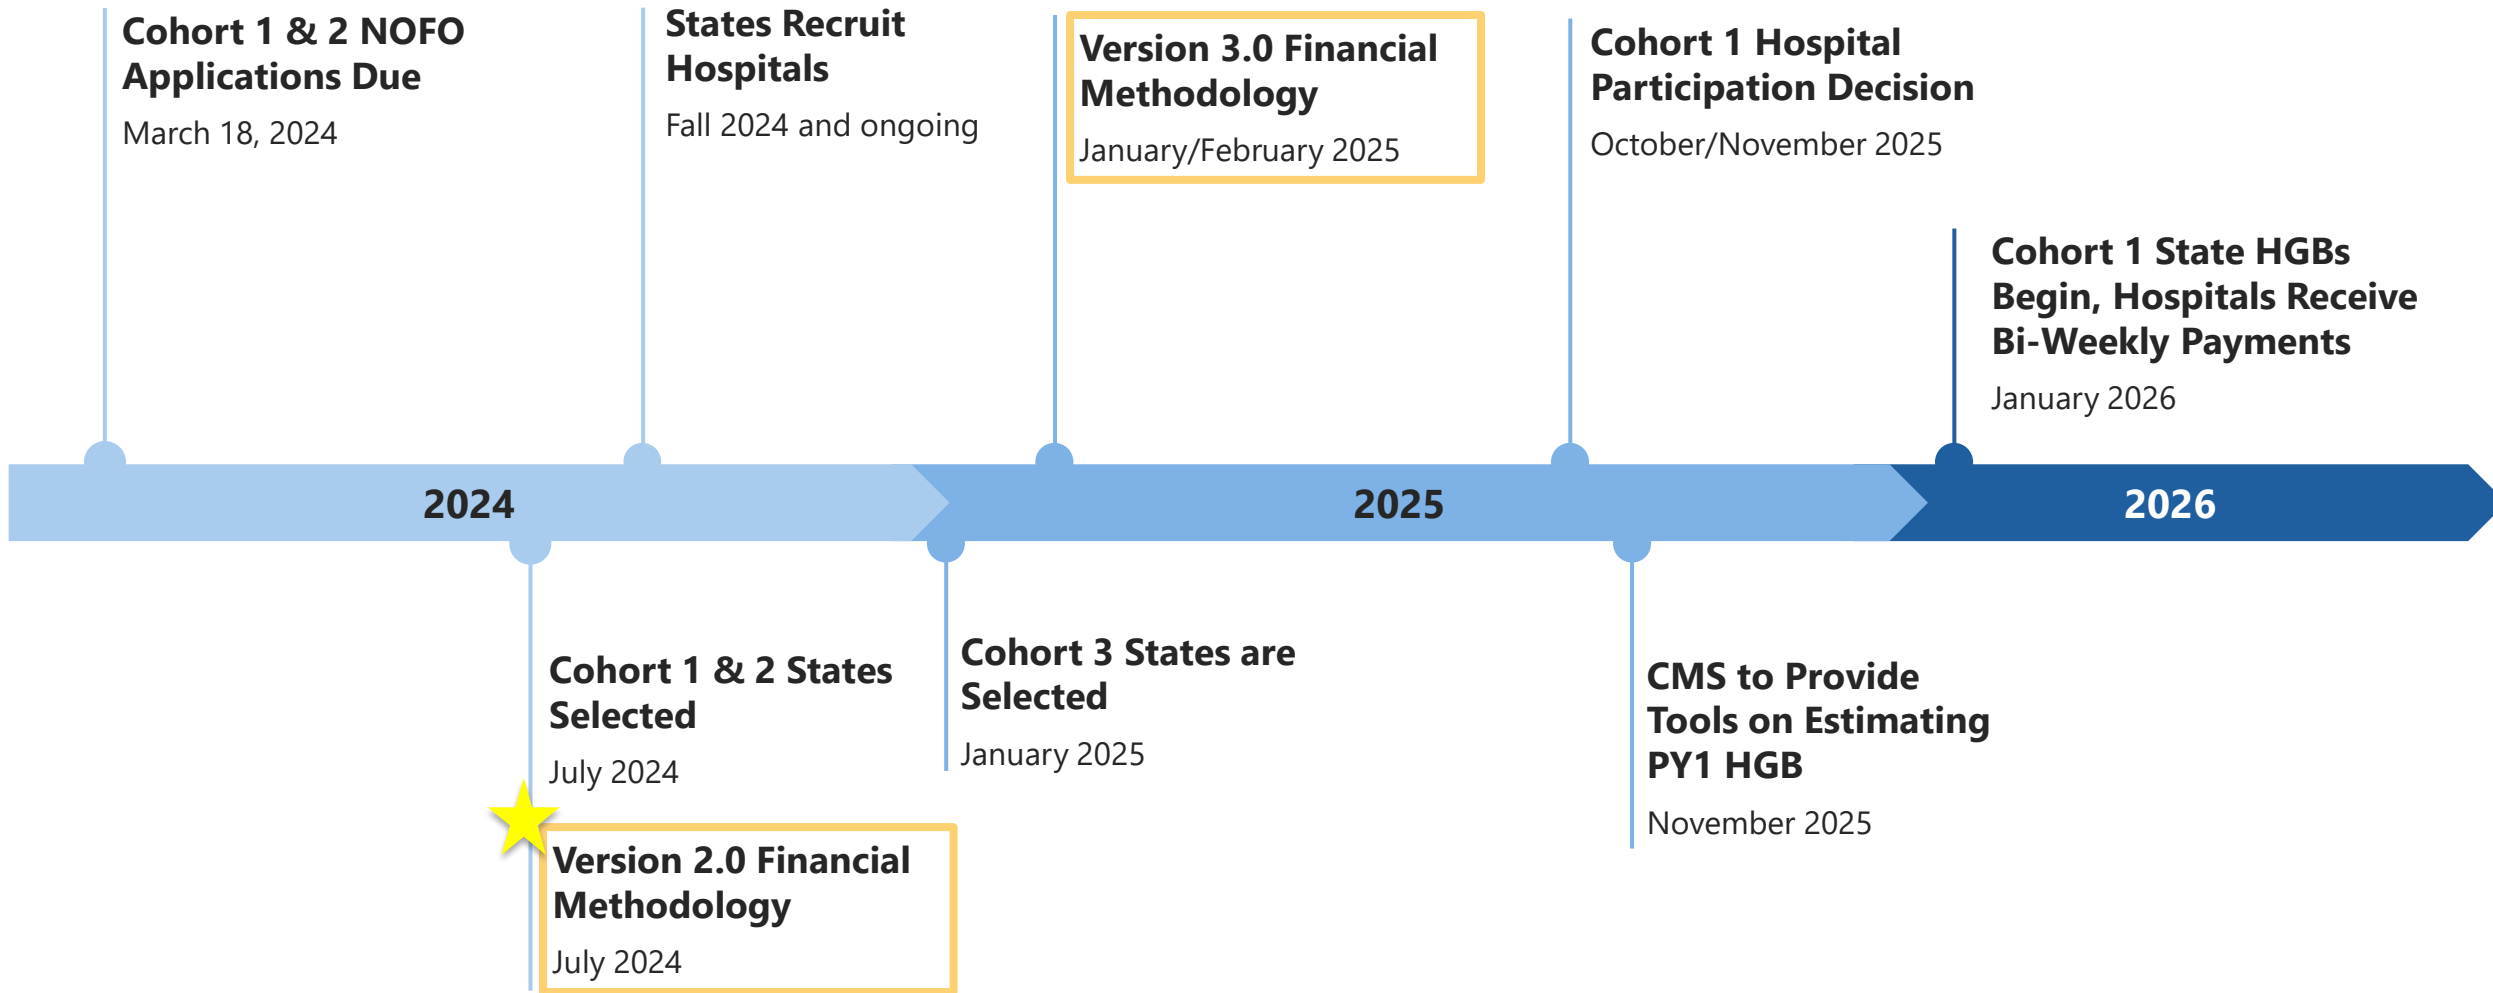 Cohort 1 & 2 NOFO
Applications Due
March 18, 2024
States Recruit
Hospitals
Fall 2024 and ongoing
Version 3.0 Financial
Methodology
January/February 2025
Cohort 1 Hospital
Participation Decision
October/November 2025
Cohort 1 State HGBs
Begin, Hospitals Receive
Bi-Weekly Payments
January 2026
2024
2025
2026
Cohort 1 & 2 States
Selected
July 2024
Version 2.0 Financial
Methodology
July 2024
Cohort 3 States are
Selected
January 2025
CMS to Provide
Tools on Estimating
PY1 HGB
November 2025